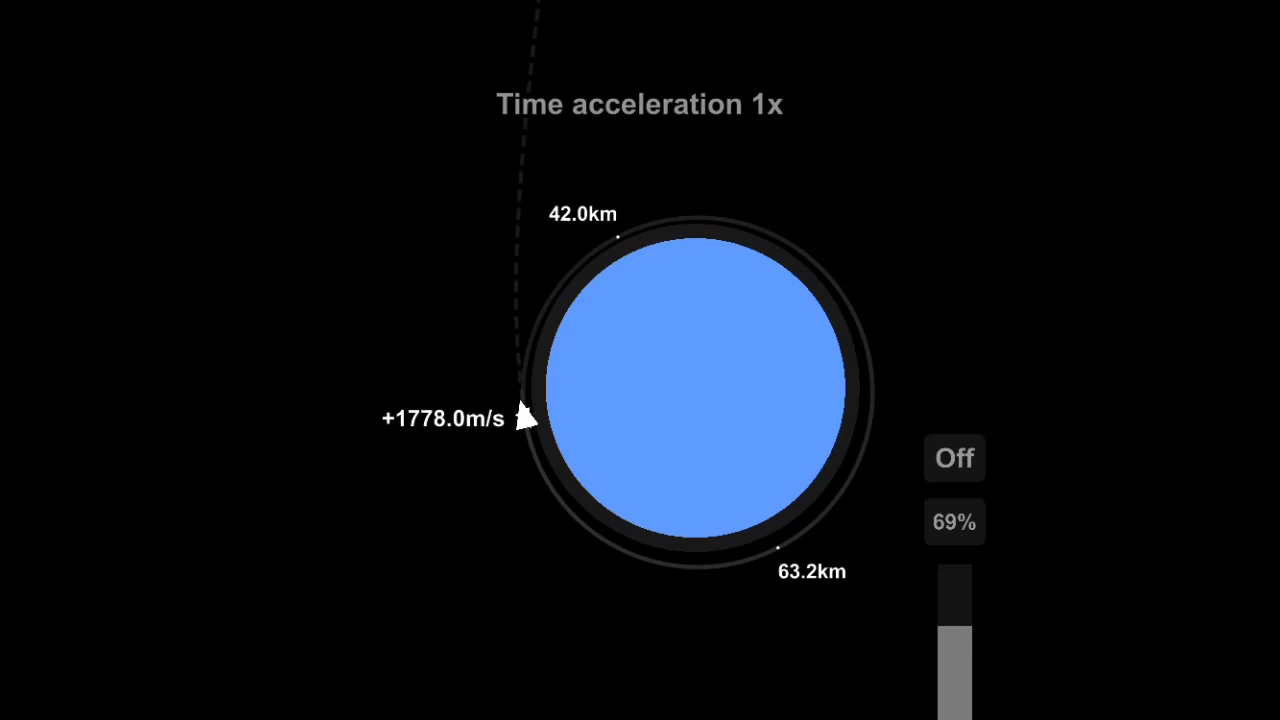 Time acceleration 1x
42.0km
+1778.0m/s
Off
69%
63.2km